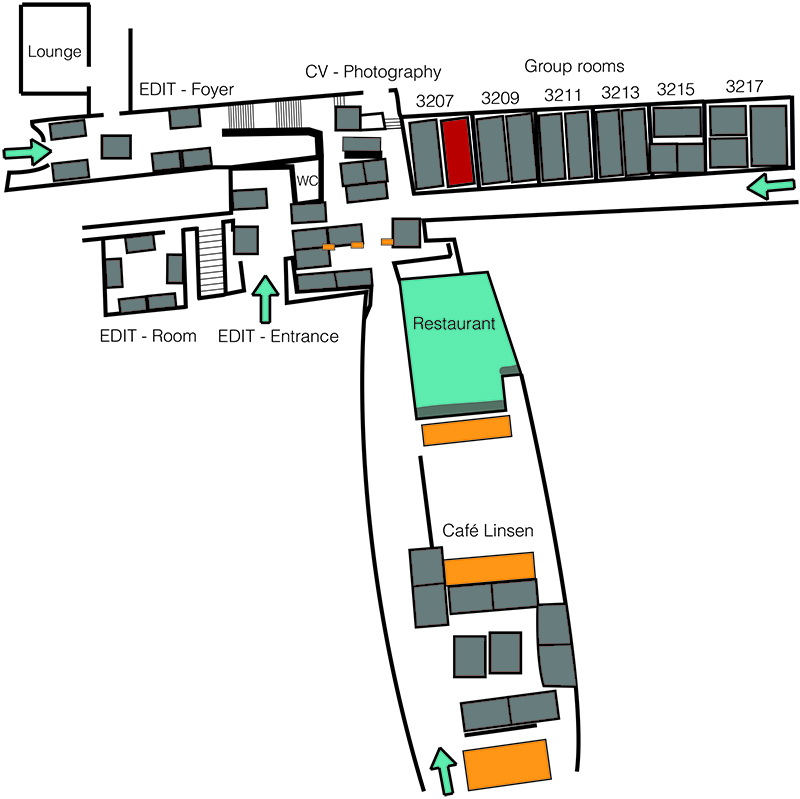 Lounge
EDIT - Foyer
CV - Photography
Group rooms
3207
3209
3211
3213
3215
3217
WC
EDIT - Room
EDIT - Entrance
Restaurant
Café Linsen